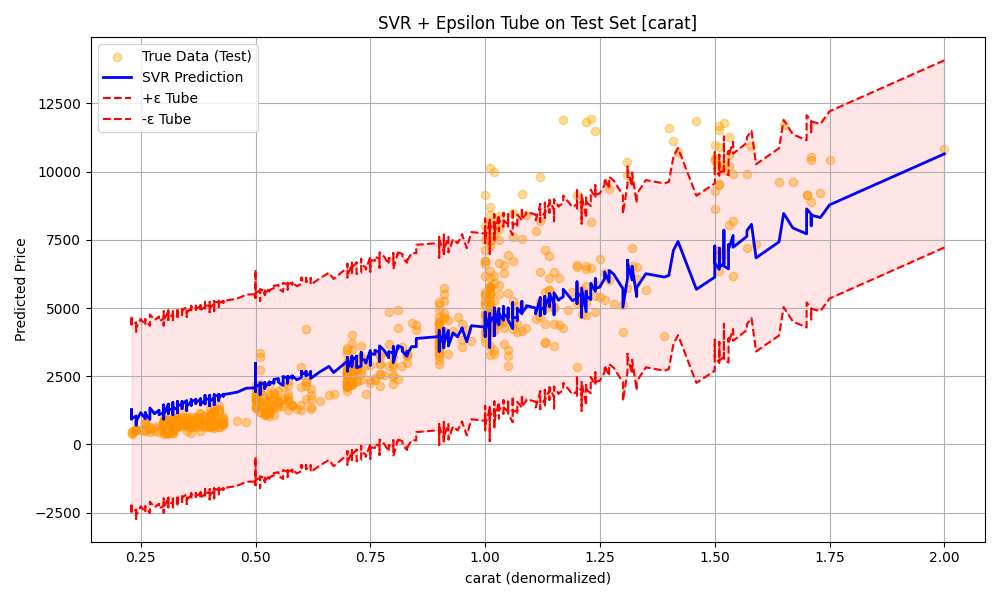 SVR + Epsilon Tube on Test Set [carat]
True Data (Test)
SVR Prediction
+ε Tube
-ε Tube
Predicted Price
12500
10000
7500
5000
2500
0
−2500
0.25 0.50 0.75 1.00 1.25 1.50 1.75 2.00
carat (denormalized)